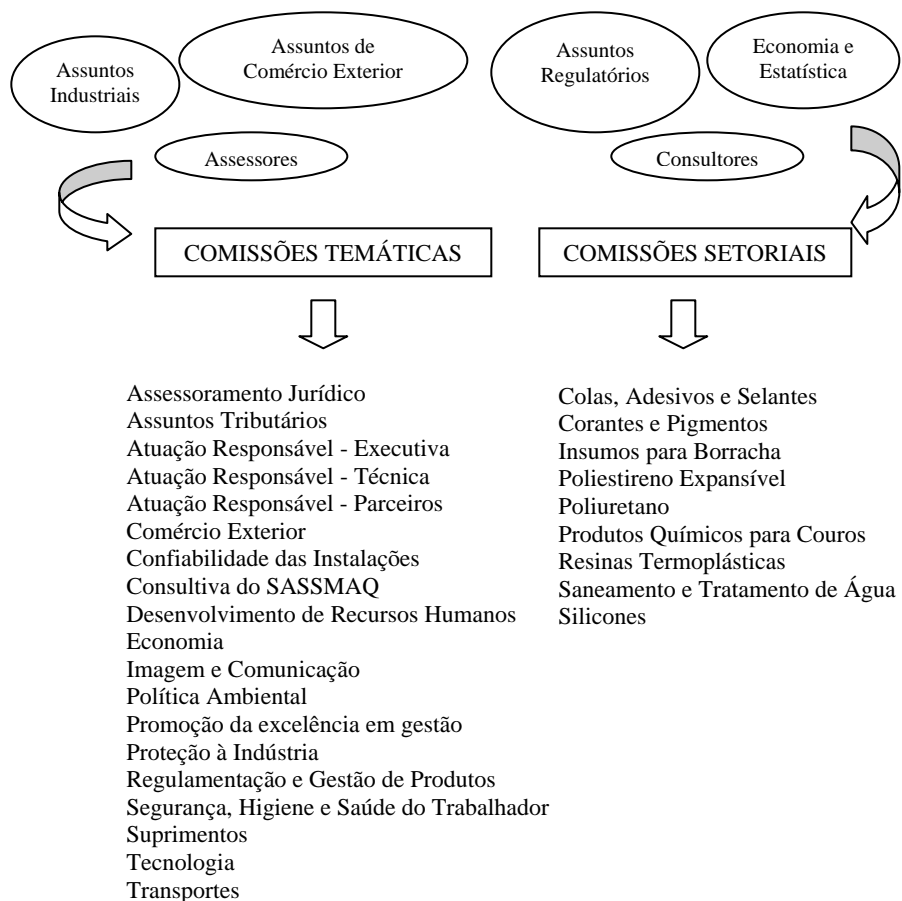 Assuntos
Industriais
Assuntos de
Comércio Exterior
Assuntos
Regulatórios
Economia e
Estatística
Assessores
Consultores
COMISSÕES TEMÁTICAS
COMISSÕES SETORIAIS
Assessoramento Jurídico
Assuntos Tributários
Atuação Responsável - Executiva
Atuação Responsável - Técnica
Atuação Responsável - Parceiros
Comércio Exterior
Confiabilidade das Instalações
Consultiva do SASSMAQ
Desenvolvimento de Recursos Humanos
Economia
Imagem e Comunicação
Política Ambiental
Promoção da excelência em gestão
Proteção à Indústria
Regulamentação e Gestão de Produtos
Segurança, Higiene e Saúde do Trabalhador
Suprimentos
Tecnologia
Transportes
Colas, Adesivos e Selantes
Corantes e Pigmentos
Insumos para Borracha
Poliestireno Expansível
Poliuretano
Produtos Químicos para Couros
Resinas Termoplásticas
Saneamento e Tratamento de Água
Silicones